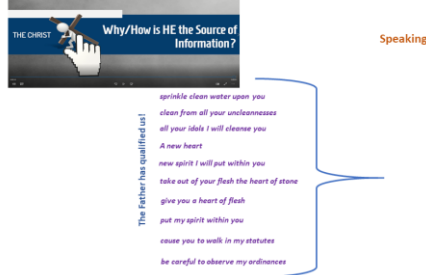 THE CHRIST
Why/How is HE the Source of
Information?
Speaking
The Father has qualified us!
sprinkle clean water upon you
clean from all your uncleannesses
all your idols I will cleanse you
A new heart
new spirit I will put within you
take out of your flesh the heart of stone
give you a heart of flesh
put my spirit within you
cause you to walk in my statutes
be careful to observe my ordinances